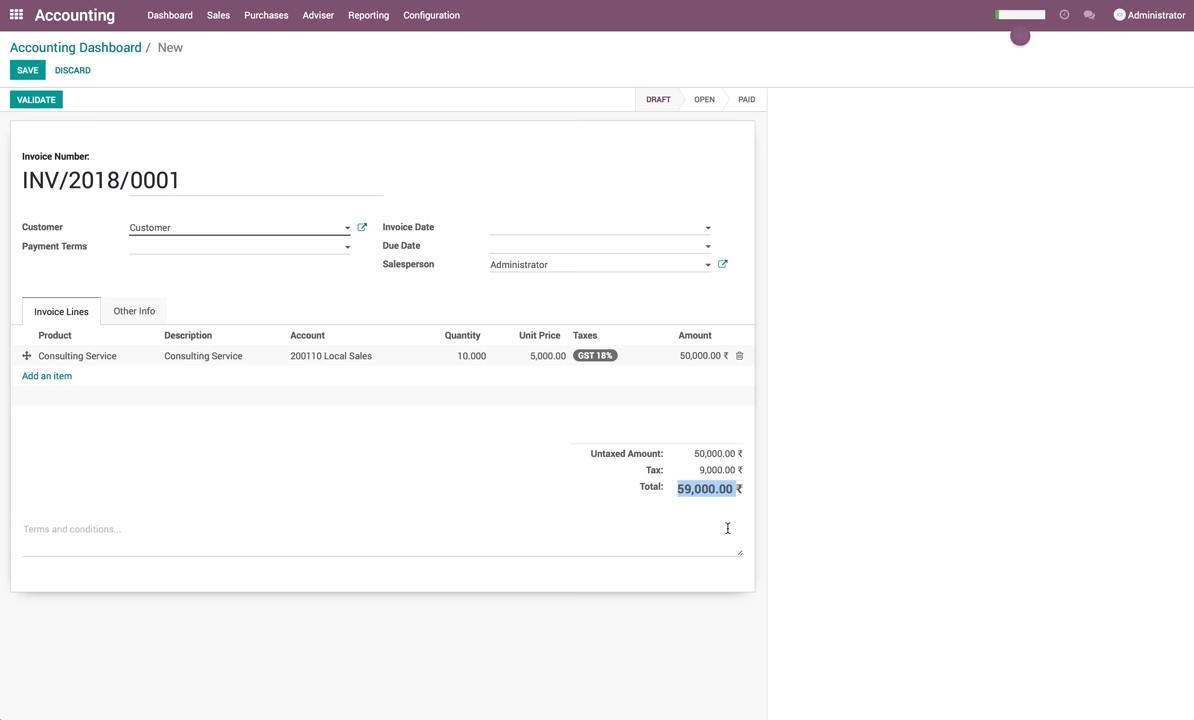 Accounting Dashboard Sales Purchases Adviser Reporting Configuration Administrator
Accounting Dashboard / New
SAVE DISCARD
VALIDATE DRAFT OPEN PAID
Invoice Number:
INV/2018/0001
Customer Customer Invoice Date
Payment Terms Due Date
Salesperson Administrator
Invoice Lines Other Info
Product Description Account Quantity Unit Price Taxes Amount
Consulting Service Consulting Service 200110 Local Sales 10.000 5,000.00 GST 18% 50,000.00 ₹
Add an item
Untaxed Amount: 50,000.00 ₹
Tax: 9,000.00 ₹
Total: 59,000.00 ₹
Terms and conditions...